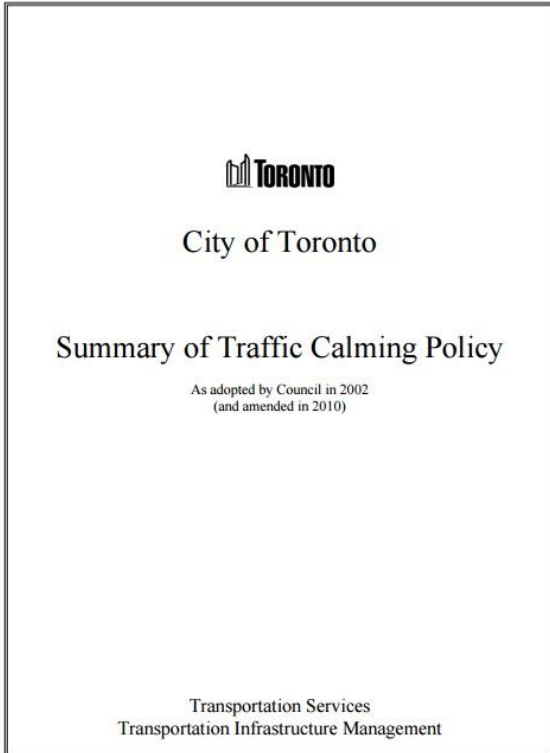 TORONTO
City of Toronto
Summary of Traffic Calming Policy
As adopted by Council in 2002
(and amended in 2010)
Transportation Services
Transportation Infrastructure Management